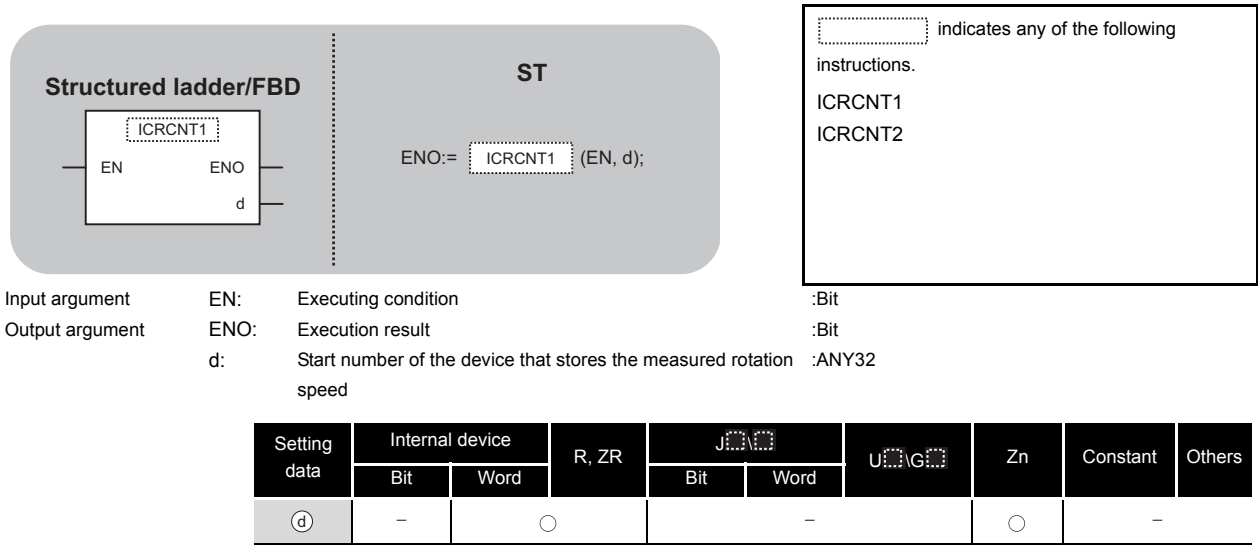 Structured ladder/FBD
ICRCNT1
EN ENO
d
ST
ENO:= ICRCNT1 (EN, d);
indicates any of the following
instructions.
ICRCNT1
ICRCNT2
Input argument EN: Executing condition :Bit
Output argument ENO: Execution result :Bit
d: Start number of the device that stores the measured rotation :ANY32
speed
Setting data Internal device R, ZR J\ U\G Zn Constant Others
Bit Word Bit Word
d – ○ – ○ –